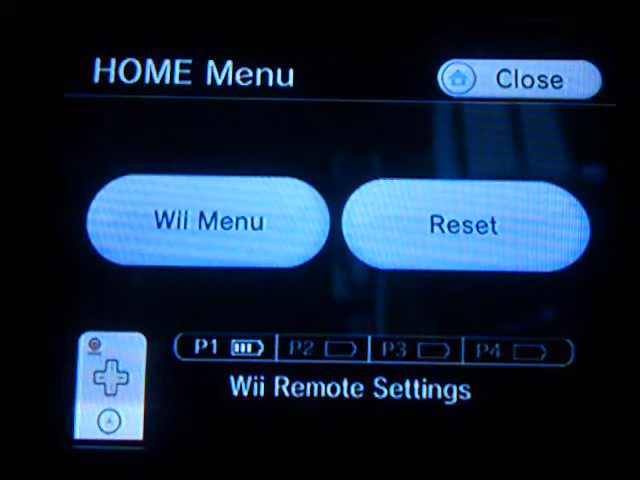 HOME Menu
Close
Wii Menu
Reset
P1
P2
P3
P4
Wii Remote Settings